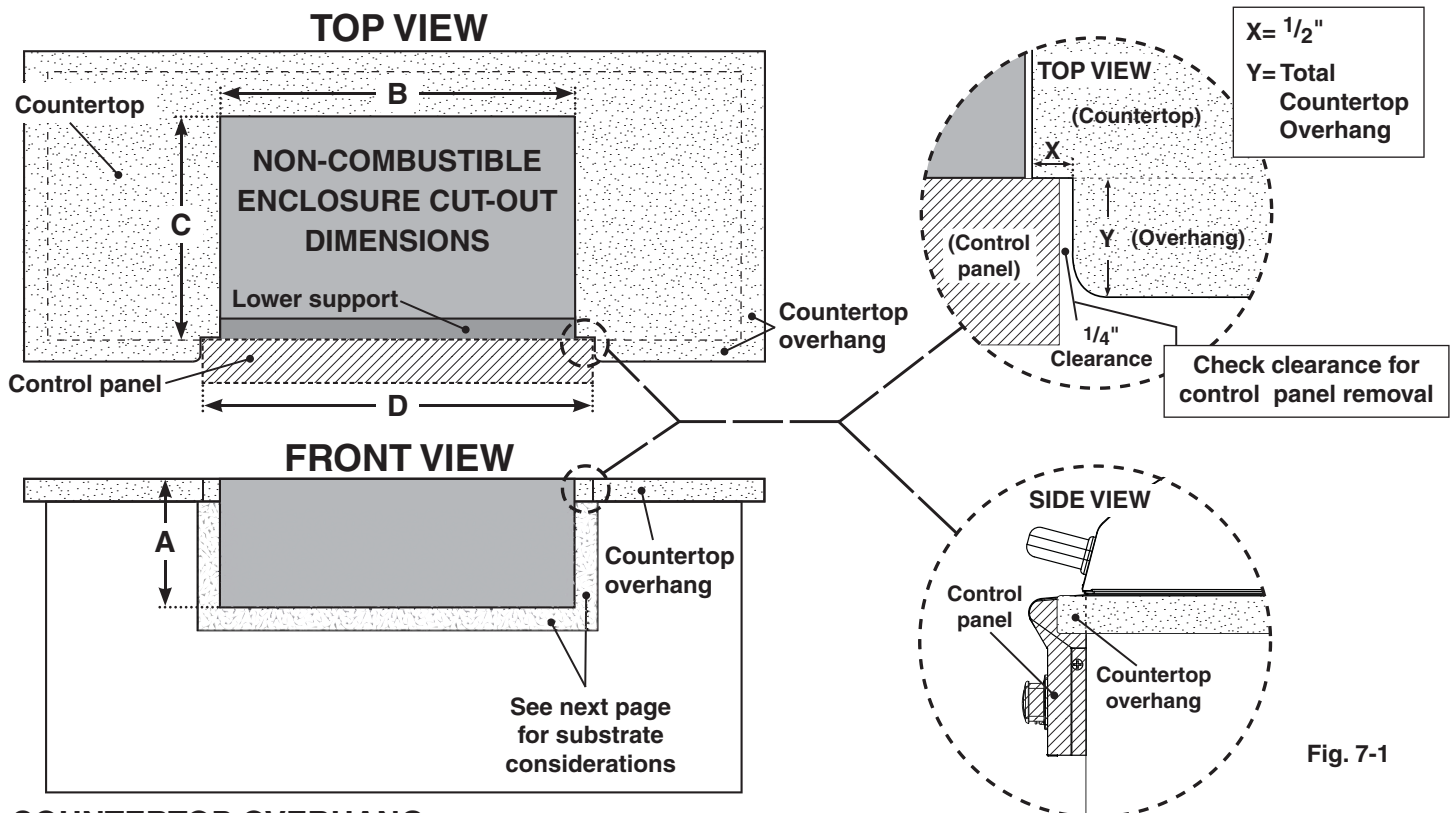 TOP VIEW
Countertop
B
NON-COMBUSTIBLE
ENCLOSURE CUT-OUT
DIMENSIONS
C
Lower support
Countertop
overhang
Control panel
D
TOP VIEW
(Countertop)
X
(Control
panel)
Y (Overhang)
1/4"
Clearance
X= 1/2"
Y= Total
Countertop
Overhang
Check clearance for
control panel removal
FRONT VIEW
A
Countertop
overhang
See next page
for substrate
considerations
SIDE VIEW
Control
panel
Countertop
overhang
Fig. 7-1